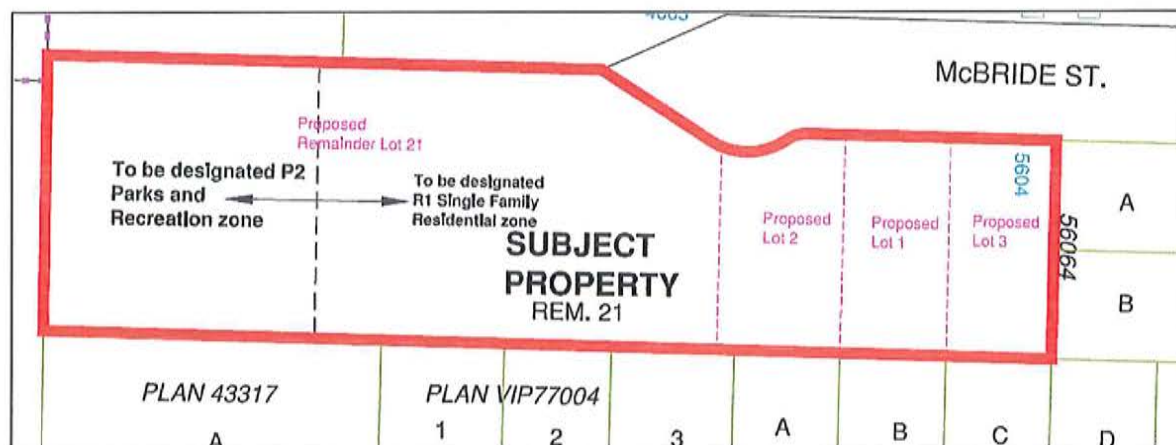 McBRIDE ST.
Proposed
Remainder Lot 21
To be designated P2
Parks and
Recreation zone
To be designated
R1 Single Family
Residential zone
SUBJECT
PROPERTY
REM. 21
Proposed
Lot 2
Proposed
Lot 1
Proposed
Lot 3
5604
56064
A
B
PLAN 43317
PLAN VIP77004
A
1
2
3
A
B
C
D